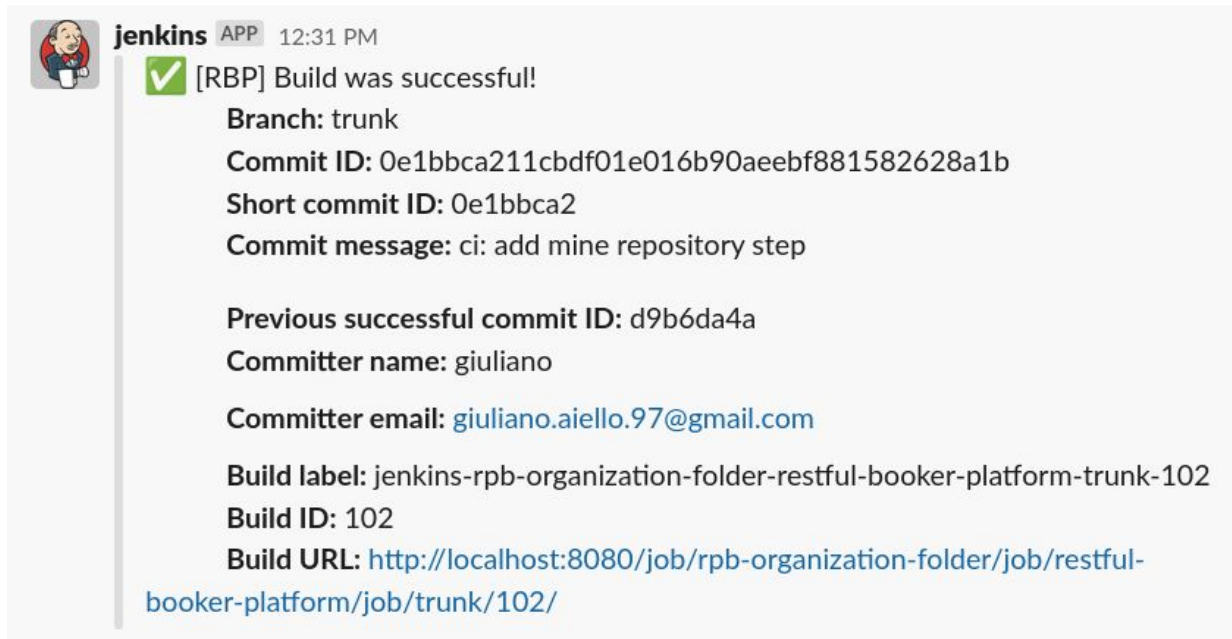 jenkins APP 12:31 PM
[RBP] Build was successful!
Branch: trunk
Commit ID: 0e1bbca211cbdf01e016b90aeebf881582628a1b
Short commit ID: 0e1bbca2
Commit message: ci: add mine repository step
Previous successful commit ID: d9b6da4a
Committer name: giuliano
Committer email: giuliano.aiello.97@gmail.com
Build label: jenkins-rpb-organization-folder-restful-booker-platform-trunk-102
Build ID: 102
Build URL: http://localhost:8080/job/rpb-organization-folder/job/restful-
booker-platform/job/trunk/102/